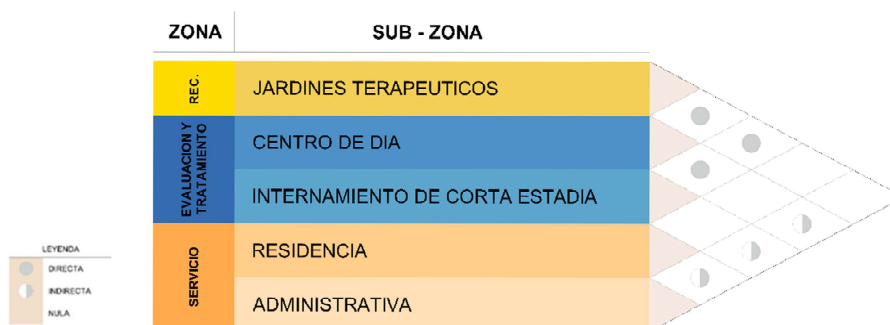 ZONA
SUB - ZONA
REC.
JARDINES TERAPEUTICOS
EVALUACION Y
TRATAMIENTO
CENTRO DE DIA
INTERNAMIENTO DE CORTA ESTADIA
SERVICIO
RESIDENCIA
ADMINISTRATIVA
LEYENDA
DIRECTA
INDIRECTA
NULA